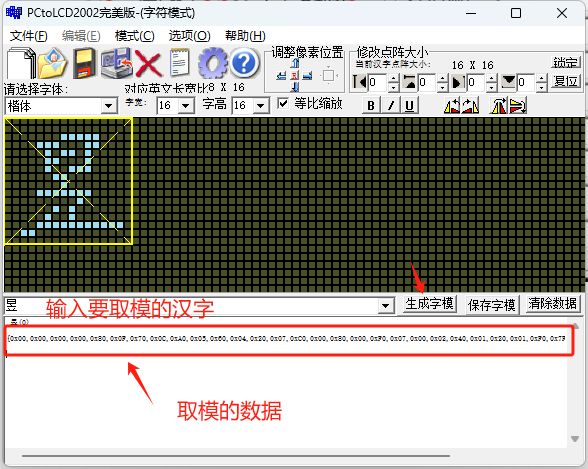 PCtoLCD2002完美版-(字符模式)
文件(F) 编辑(E) 模式(C) 选项(O) 帮助(H)
调整像素位置
修改点阵大小
当前汉字点阵大小: 16 X 16
锁定
0 0 0 0
复位
请选择字体: 对应英文长宽比8 X 16
楷体 字宽: 16 字高 16 等比缩放
B I U
昱 生成字模 保存字模 清除数据
输入要取模的汉字
{0x00, 0x00, 0x00, 0x00, 0x80, 0x0F, 0x70, 0x0C, 0xA0, 0x05, 0x60, 0x04, 0x20, 0x07, 0xC0, 0x00, 0x80, 0x00, 0xF0, 0x07, 0x00, 0x02, 0x40, 0x01, 0x20, 0x01, 0xF0, 0x7F
取模的数据